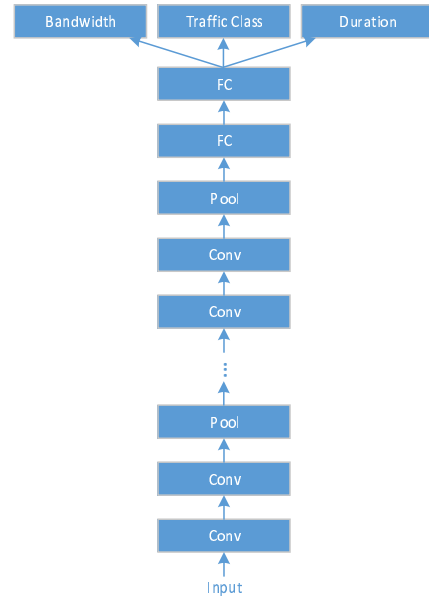 Bandwidth Traffic Class Duration
FC
FC
Pool
Conv
Conv
...
Pool
Conv
Conv
Input